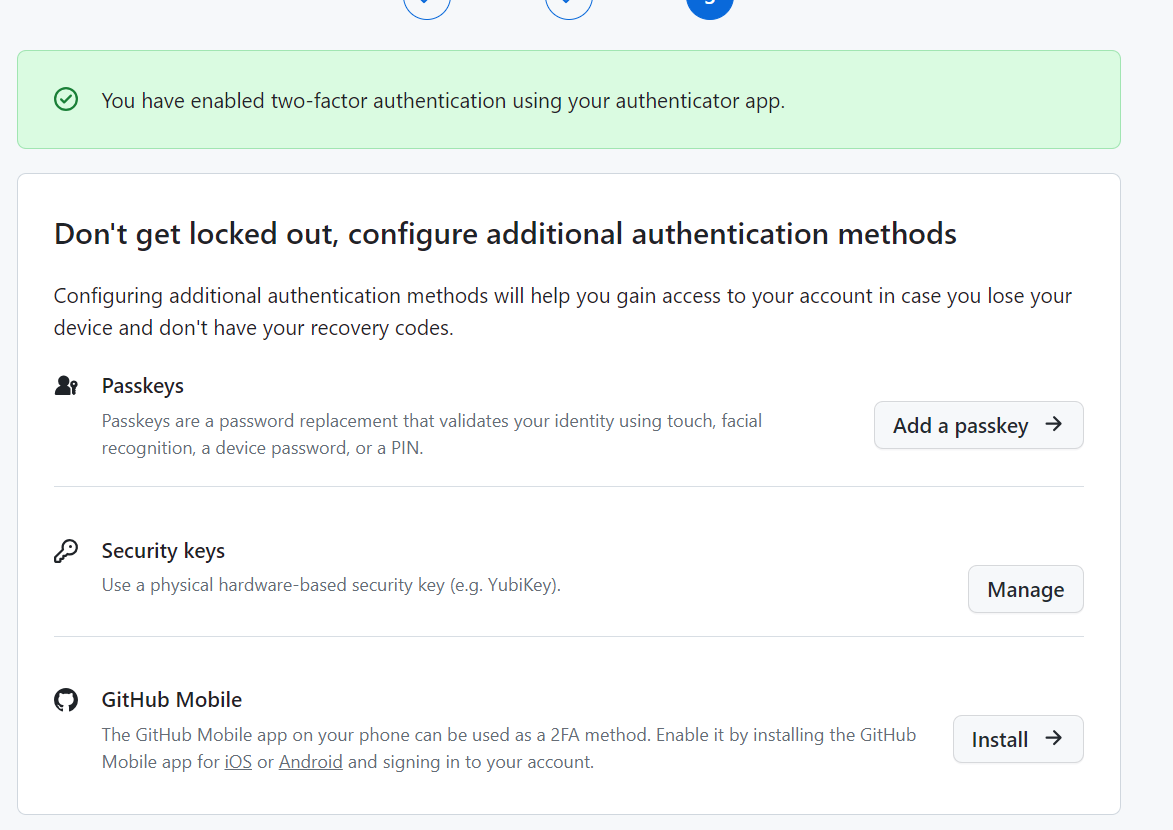 You have enabled two-factor authentication using your authenticator app.
Don't get locked out, configure additional authentication methods
Configuring additional authentication methods will help you gain access to your account in case you lose your
device and don't have your recovery codes.
Passkeys
Passkeys are a password replacement that validates your identity using touch, facial
recognition, a device password, or a PIN.
Add a passkey
Security keys
Use a physical hardware-based security key (e.g. YubiKey).
Manage
GitHub Mobile
The GitHub Mobile app on your phone can be used as a 2FA method. Enable it by installing the GitHub
Mobile app for iOS or Android and signing in to your account.
Install